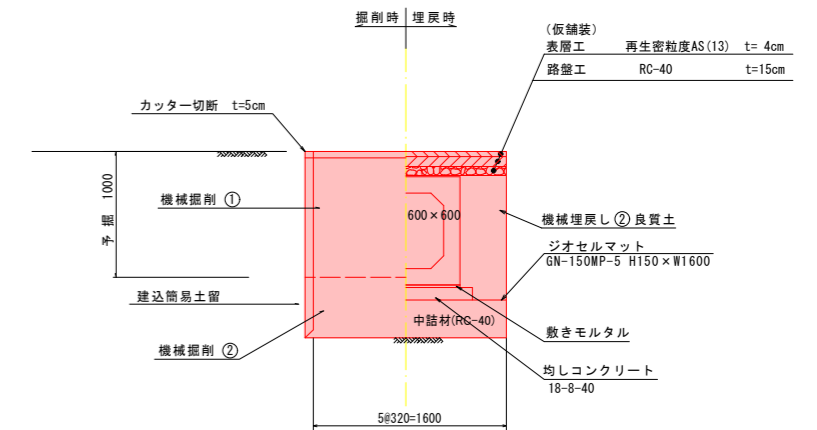 掘削時 埋戻時
(仮舗装)
表層工 再生密粒度AS(13) t= 4cm
路盤工 RC-40 t=15cm
カッター切断 t=5cm
予掘 1000
機械掘削 ①
600×600
機械埋戻し②良質土
ジオセルマット
GN-150MP-5 H150×W1600
建込簡易土留
中詰材(RC-40)
敷きモルタル
機械掘削 ②
均しコンクリート
18-8-40
5@320=1600